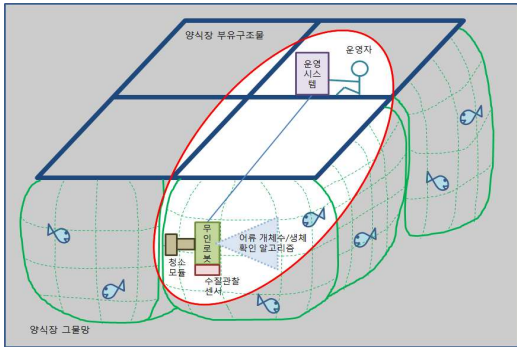 양식장 부유구조물
운영자
운영
시스
템
무
인
로
봇
어류 개체수/생체
확인 알고리즘
청소
모듈
수질관찰
센서
양식장 그물망